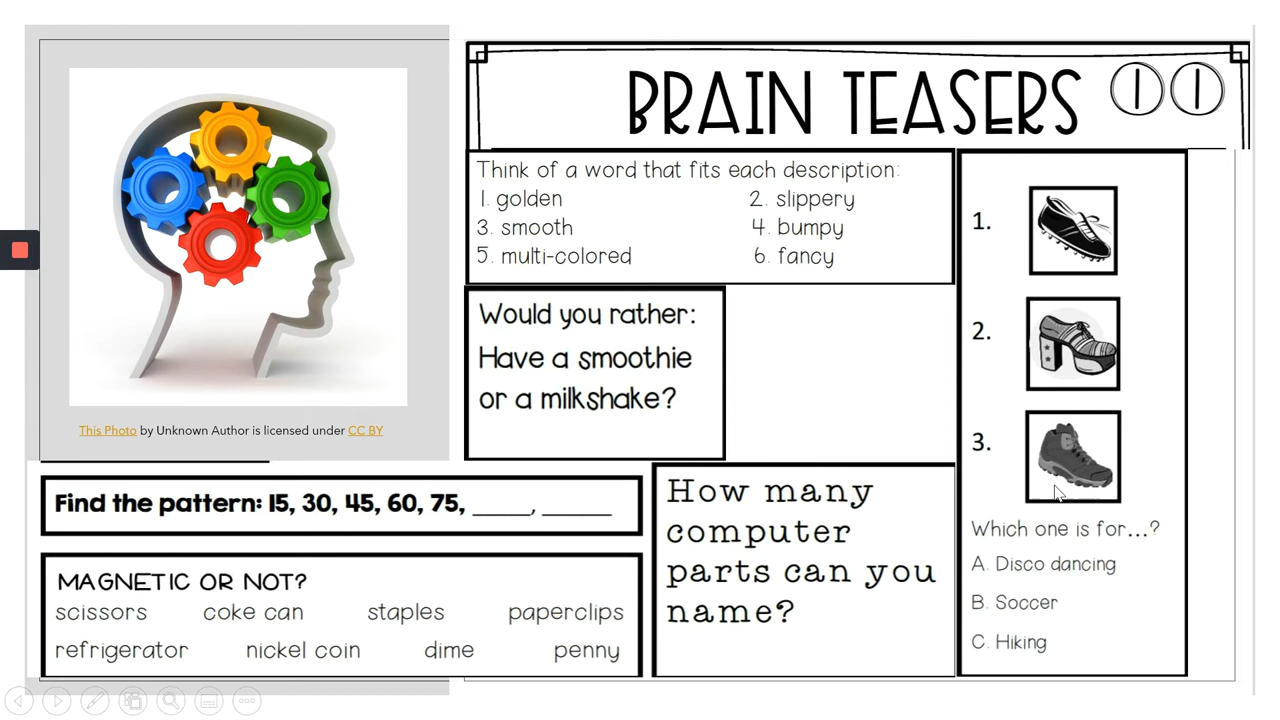 BRAIN TEASERS 11
Think of a word that fits each description:
1. golden 2. slippery
3. smooth 4. bumpy
5. multi-colored 6. fancy
Would you rather:
Have a smoothie
or a milkshake?
This Photo by Unknown Author is licensed under CC BY
Find the pattern: 15, 30, 45, 60, 75, _____, ______
MAGNETIC OR NOT?
scissors coke can staples paperclips
refrigerator nickel coin dime penny
How many
computer
parts can you
name?
1.
2.
3.
Which one is for...?
A. Disco dancing
B. Soccer
C. Hiking